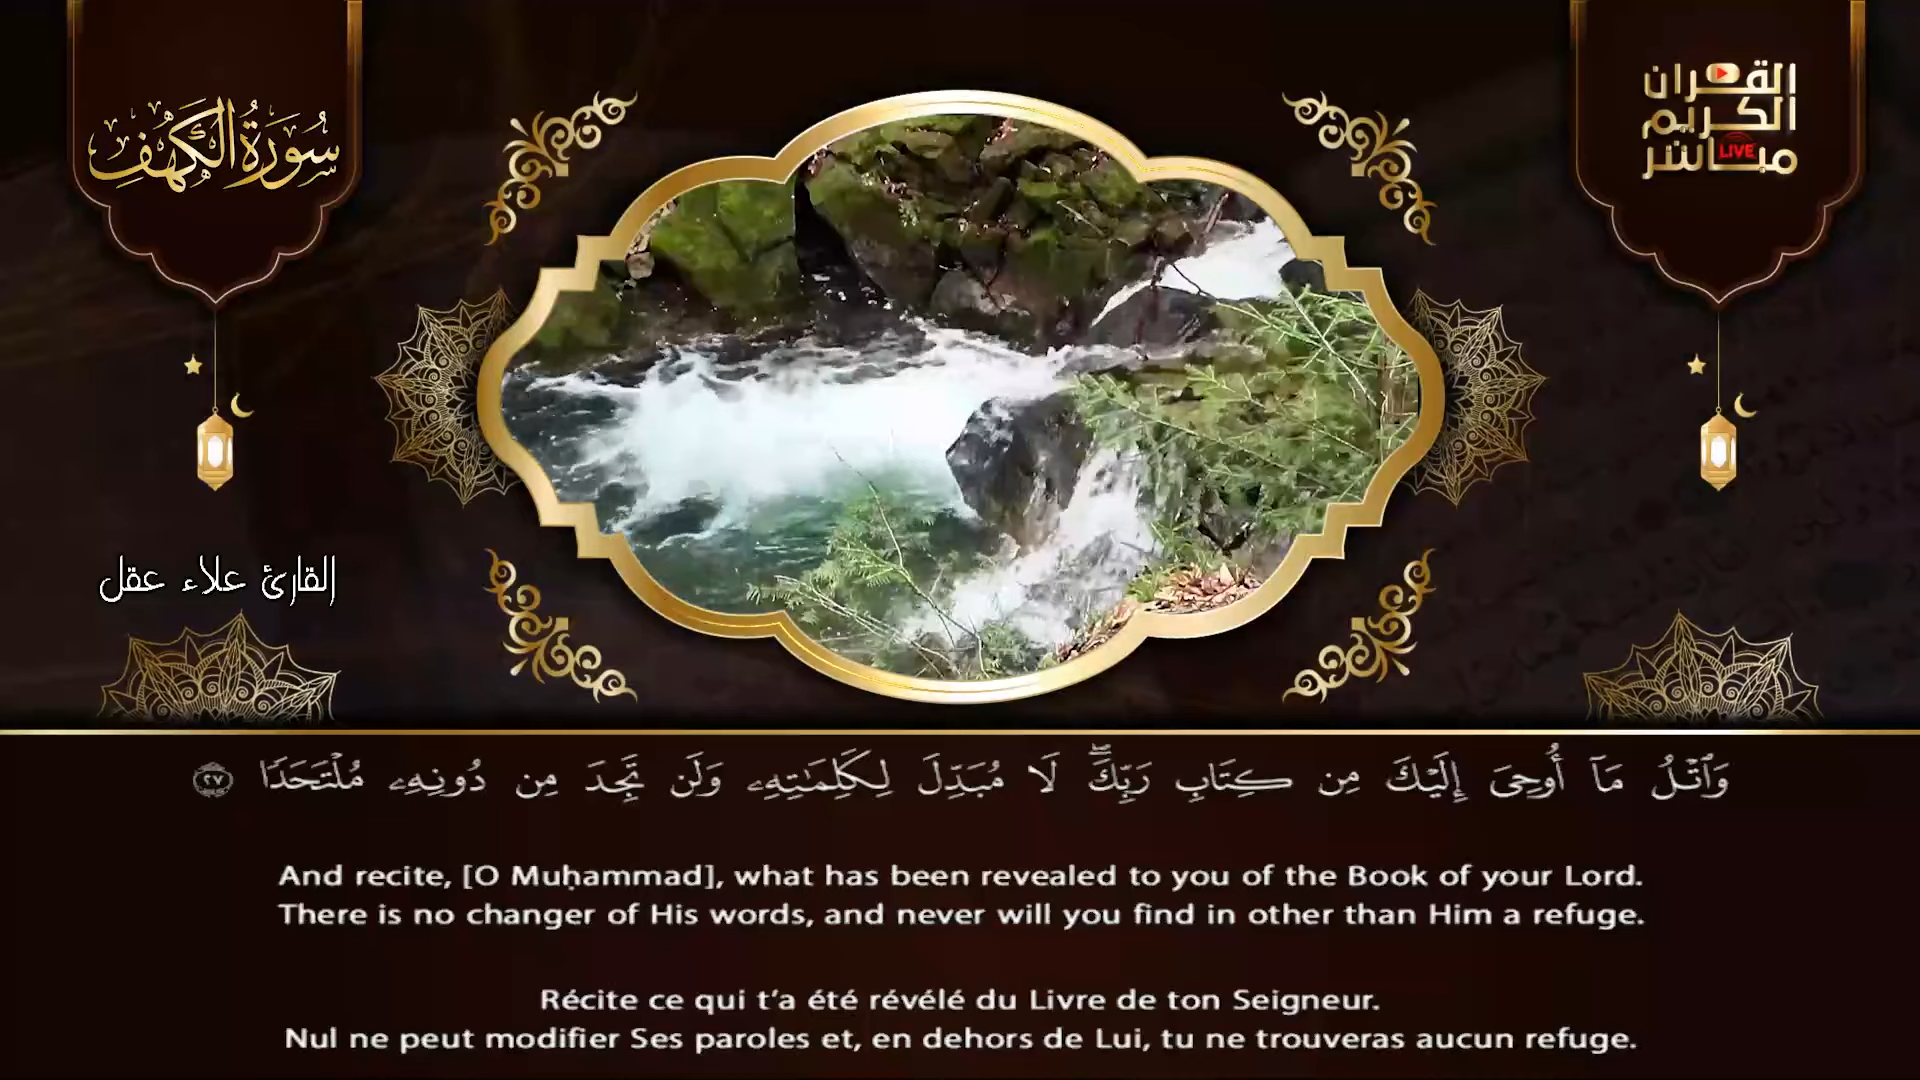 سُورَةُ الْكَهْفِ
القرآن
الكريم
مباشر
LIVE
القارئ علاء عقل
وَٱتْلُ مَآ أُوحِىَ إِلَيْكَ مِن كِتَابِ رَبِّكَ ۖ لَا مُبَدِّلَ لِكَلِمَـٰتِهِۦ وَلَن تَجِدَ مِن دُونِهِۦ مُلْتَحَدًا ٢٧
And recite, [O Muḥammad], what has been revealed to you of the Book of your Lord.
There is no changer of His words, and never will you find in other than Him a refuge.
Récite ce qui t’a été révélé du Livre de ton Seigneur.
Nul ne peut modifier Ses paroles et, en dehors de Lui, tu ne trouveras aucun refuge.